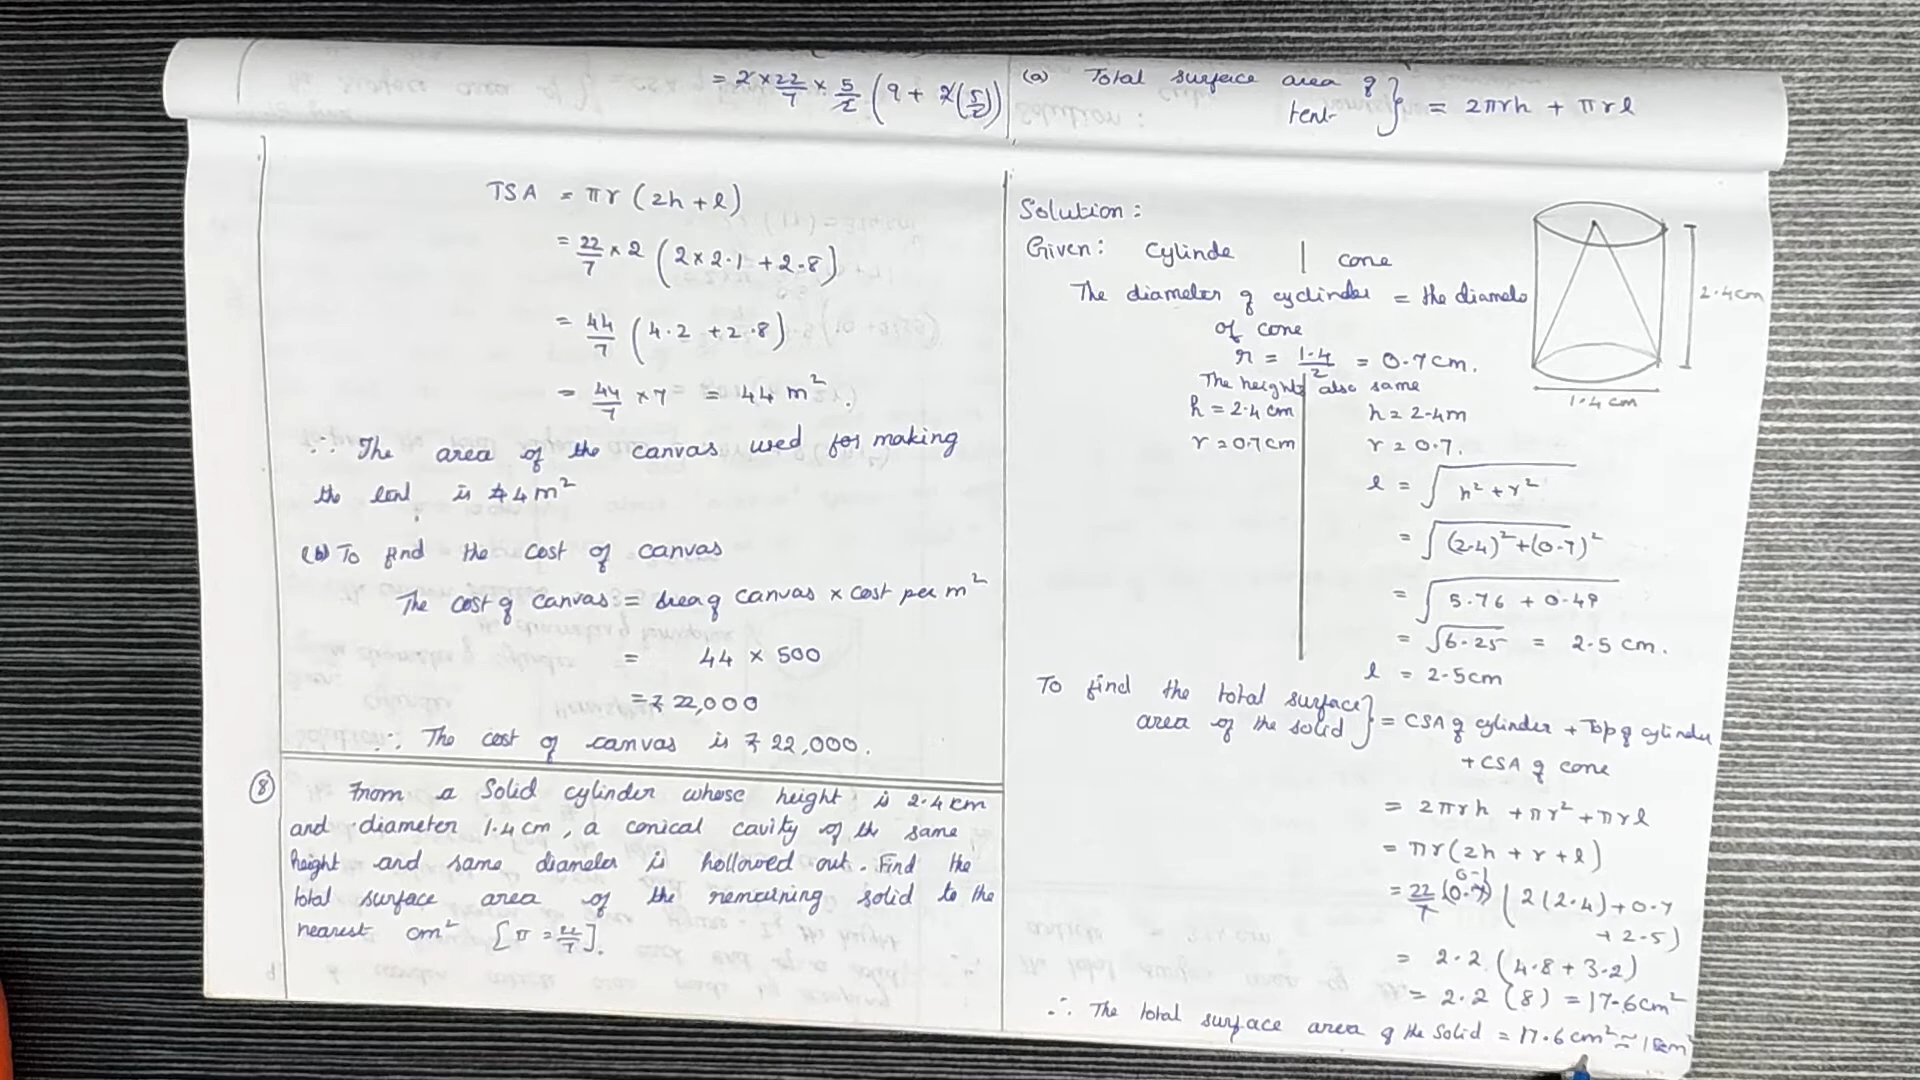 = 2 × 22/7 × 5/2 (9 + 2(5/2))
TSA = πr (2h + l)
= 22/7 × 2 (2 × 2.1 + 2.8)
= 44/7 (4.2 + 2.8)
= 44/7 × 7 = 44 m²
∴ The area of the canvas used for making
the tent is 44 m²
(b) To find the cost of canvas
The cost of canvas = Area of canvas × cost per m²
= 44 × 500
= ₹ 22,000
∴ The cost of canvas is ₹ 22,000.
⑧ From a Solid cylinder whose height is 2.4 cm
and diameter 1.4 cm, a conical cavity of the same
height and same diameter is hollowed out. Find the
total surface area of the remaining solid to the
nearest cm² [π = 22/7].
(a) Total surface area of
tent } = 2πrh + πrl
Solution :
Given : Cylinde | cone
The diameter of cyclinder = the diamete
of cone
r = 1.4/2 = 0.7 cm.
The height also same
h = 2.4 cm h = 2.4m
r = 0.7 cm r = 0.7.
l = √h² + r²
= √(2.4)² + (0.7)²
= √5.76 + 0.49
= √6.25 = 2.5 cm.
l = 2.5cm
2.4cm
1.4 cm
To find the total surface
area of the solid } = CSA of cylinder + Top of cylinder
+ CSA of cone
= 2πrh + πr² + πrl
= πr(2h + r + l)
0.1
= 22/7 (0.7) (2(2.4) + 0.7
+ 2.5)
= 2.2 (4.8 + 3.2)
= 2.2 (8) = 17.6cm²
∴ The total surface area of the solid = 17.6 cm² ≈ 18cm²